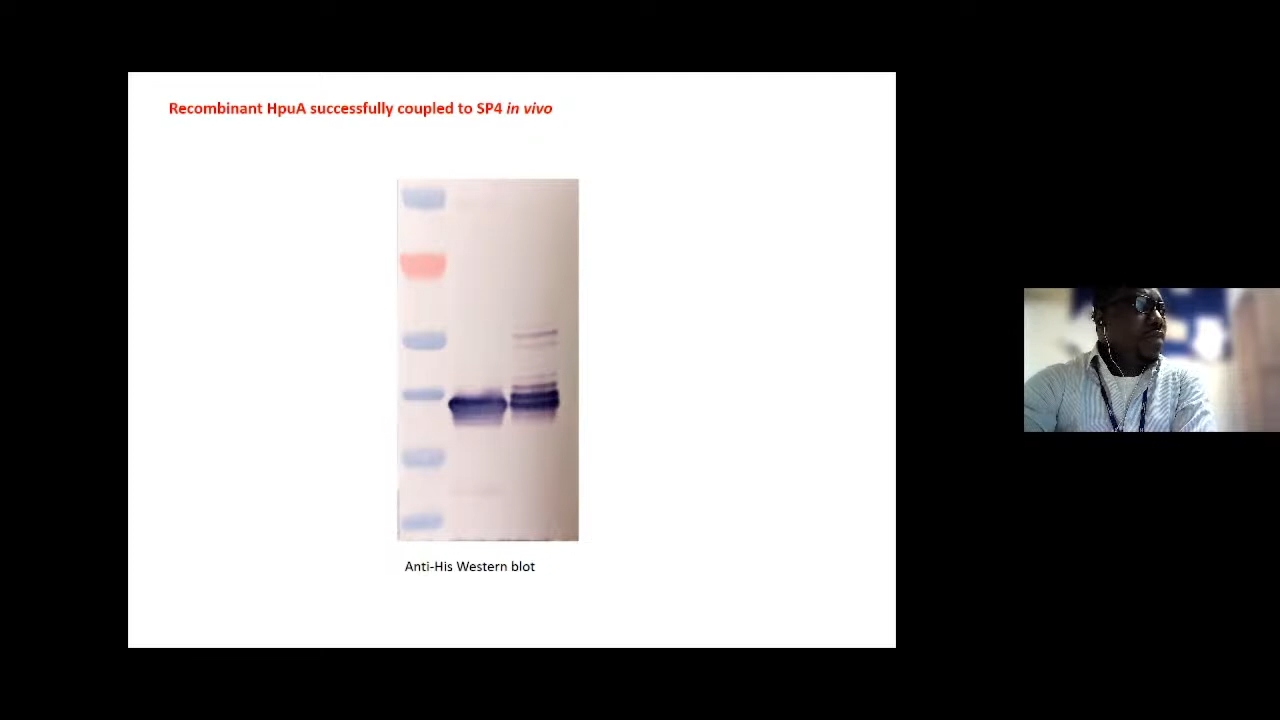 Recombinant HpuA successfully coupled to SP4 in vivo
Anti-His Western blot